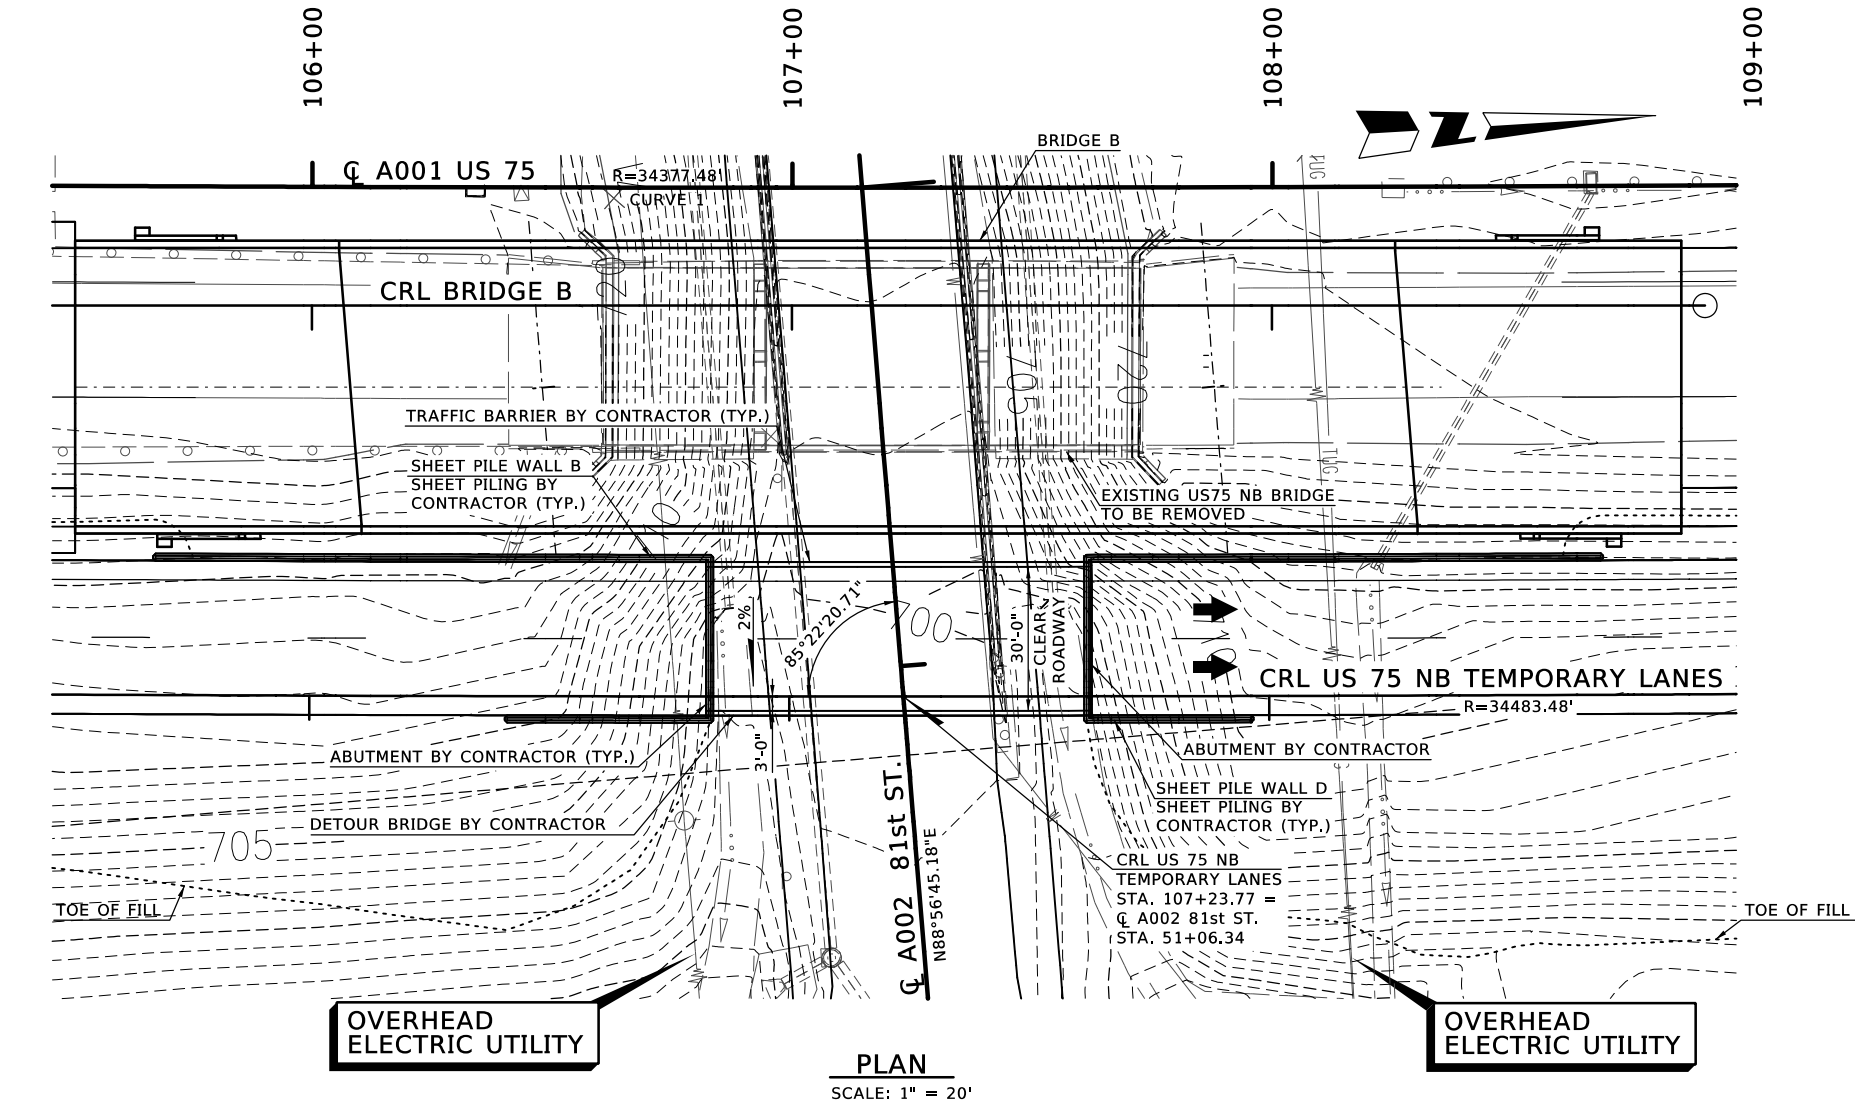 106+00
107+00
108+00
109+00
N
BRIDGE B
℄ A001 US 75
R=34377.48'
CURVE 1
TUG
CRL BRIDGE B
705
720
TRAFFIC BARRIER BY CONTRACTOR (TYP.)
SHEET PILE WALL B
SHEET PILING BY
CONTRACTOR (TYP.)
TUG
EXISTING US75 NB BRIDGE
TO BE REMOVED
85°22'20.71"
700
2%
30'-0"
CLEAR
ROADWAY
CRL US 75 NB TEMPORARY LANES
R=34483.48'
ABUTMENT BY CONTRACTOR (TYP.)
3'-0"
ABUTMENT BY CONTRACTOR
SHEET PILE WALL D
SHEET PILING BY
CONTRACTOR (TYP.)
DETOUR BRIDGE BY CONTRACTOR
705
℄ A002 81st ST.
N88°56'45.18"E
CRL US 75 NB
TEMPORARY LANES
STA. 107+23.77 =
℄ A002 81st ST.
STA. 51+06.34
TOE OF FILL
TOE OF FILL
OVERHEAD
ELECTRIC UTILITY
OVERHEAD
ELECTRIC UTILITY
PLAN
SCALE: 1" = 20'